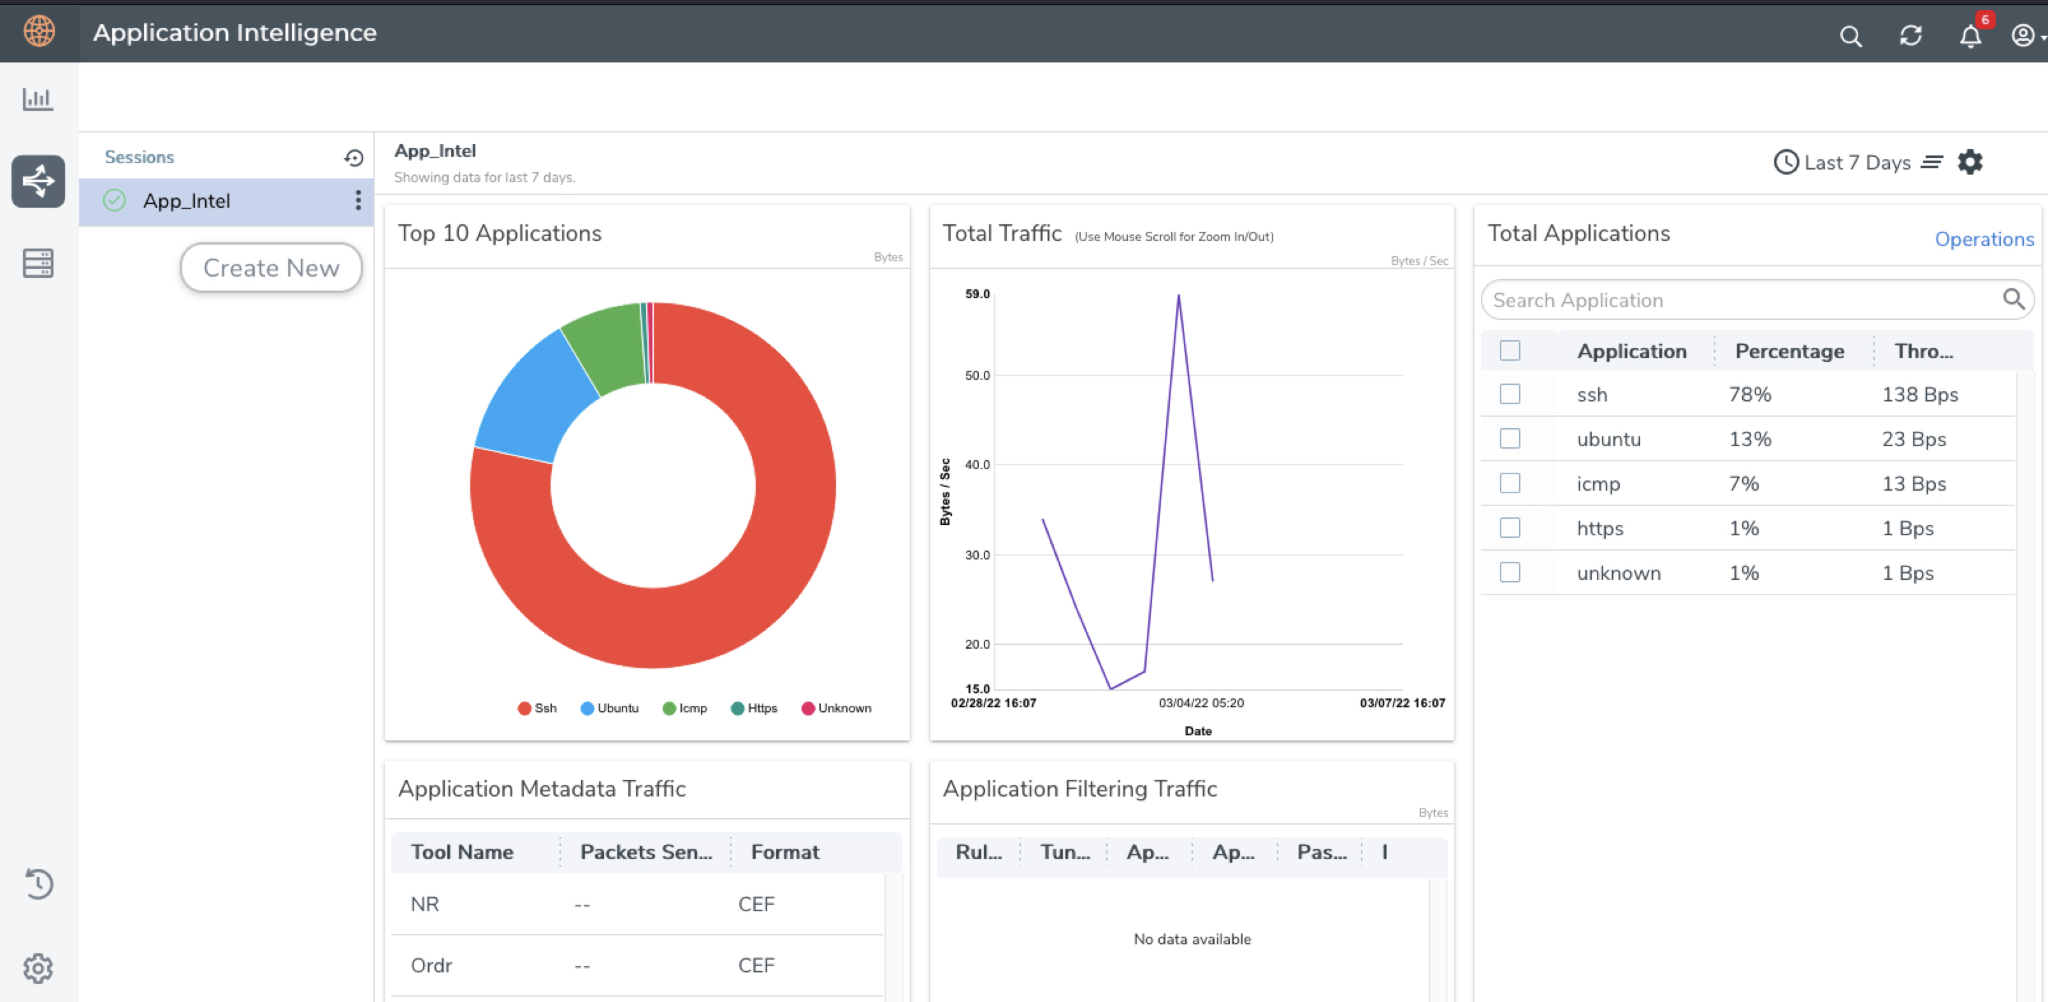 Application Intelligence
6
Sessions
App_Intel
Create New
App_Intel
Showing data for last 7 days.
Last 7 Days
Top 10 Applications
Bytes
Ssh Ubuntu Icmp Https Unknown
Total Traffic (Use Mouse Scroll for Zoom In/Out)
Bytes / Sec
59.0
50.0
40.0
30.0
20.0
15.0
Bytes / Sec
02/28/22 16:07 03/04/22 05:20 03/07/22 16:07
Date
Total Applications
Operations
Search Application
Application Percentage Thro...
ssh 78% 138 Bps
ubuntu 13% 23 Bps
icmp 7% 13 Bps
https 1% 1 Bps
unknown 1% 1 Bps
Application Metadata Traffic
Tool Name Packets Sen... Format
NR -- CEF
Ordr -- CEF
Application Filtering Traffic
Bytes
Rul... Tun... Ap... Ap... Pas... I
No data available